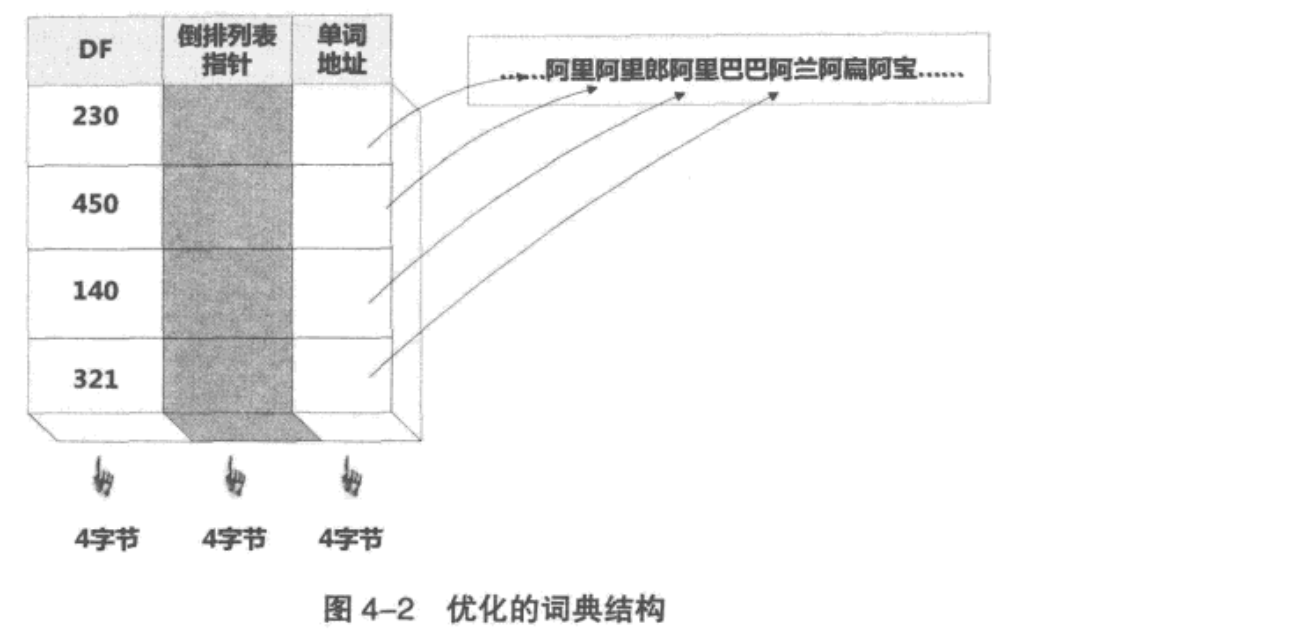 DF 倒排列表指针 单词地址
……阿里阿里郎阿里巴巴阿兰阿扁阿宝……
230
450
140
321
4字节 4字节 4字节
图 4-2 优化的词典结构